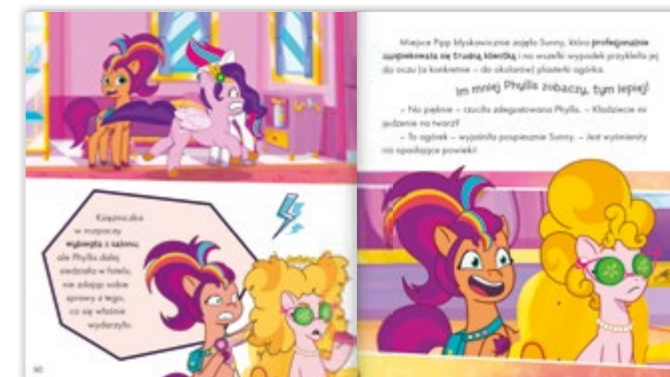 Księżniczka
w rozpaczy
wybiegła z salonu,
ale Phyllis dalej
siedziała w fotelu,
nie zdając sobie
sprawy z tego,
co się właśnie
wydarzyło.
90
Miejsce Pipp błyskawicznie zajęła Sunny, która profesjonalnie
zaopiekowała się trudną klientką i na wszelki wypadek przykleiła jej
do oczu (a konkretnie – do okularów) plasterki ogórka.
Im mniej Phyllis zobaczy, tym lepiej!
– No pięknie – rzuciła zdegustowana Phyllis. – Kładziecie mi
jedzenie na twarz?
– To ogórek – wyjaśniła pospiesznie Sunny. – Jest wyśmienity
na opadające powieki!